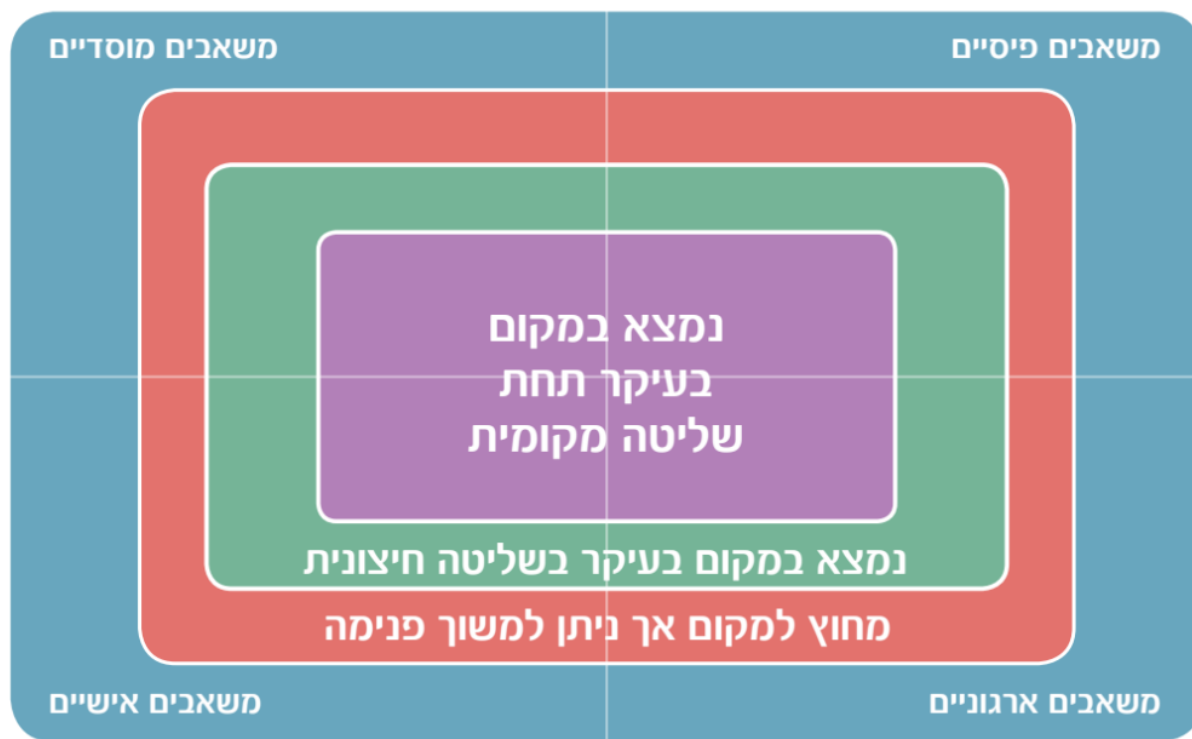 משאבים פיסיים
משאבים מוסדיים
נמצא במקום
בעיקר תחת
שליטה מקומית
נמצא במקום בעיקר בשליטה חיצונית
מחוץ למקום אך ניתן למשוך פנימה
משאבים ארגוניים
משאבים אישיים